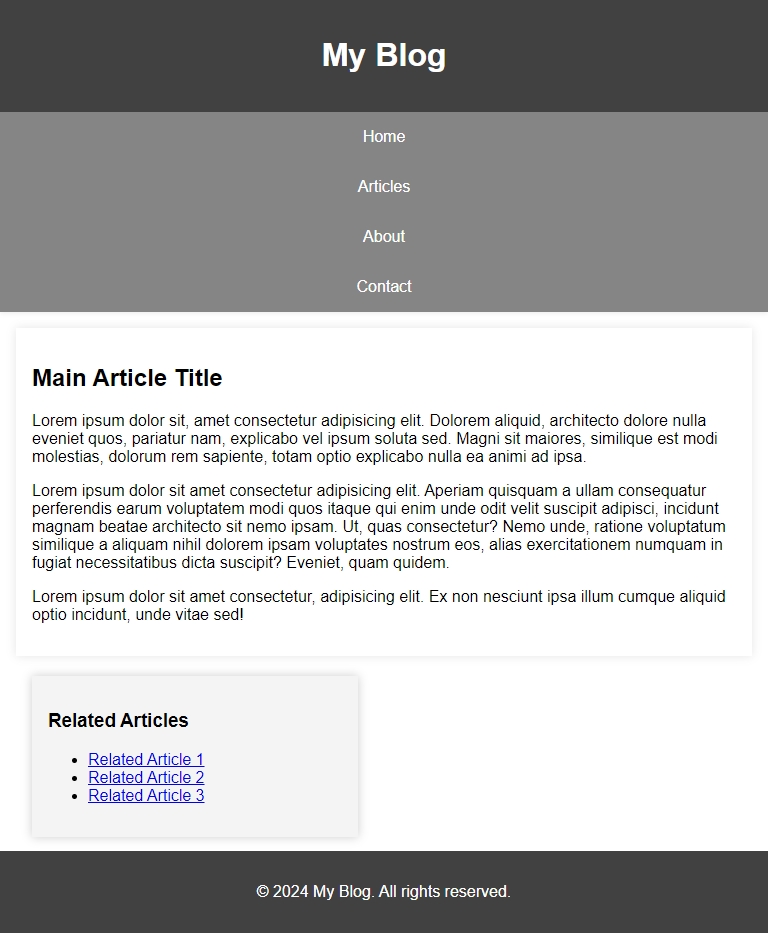 My Blog
Home
Articles
About
Contact
Main Article Title
Lorem ipsum dolor sit, amet consectetur adipisicing elit. Dolorem aliquid, architecto dolore nulla
eveniet quos, pariatur nam, explicabo vel ipsum soluta sed. Magni sit maiores, similique est modi
molestias, dolorum rem sapiente, totam optio explicabo nulla ea animi ad ipsa.
Lorem ipsum dolor sit amet consectetur adipisicing elit. Aperiam quisquam a ullam consequatur
perferendis earum voluptatem modi quos itaque qui enim unde odit velit suscipit adipisci, incidunt
magnam beatae architecto sit nemo ipsam. Ut, quas consectetur? Nemo unde, ratione voluptatum
similique a aliquam nihil dolorem ipsam voluptates nostrum eos, alias exercitationem numquam in
fugiat necessitatibus dicta suscipit? Eveniet, quam quidem.
Lorem ipsum dolor sit amet consectetur, adipisicing elit. Ex non nesciunt ipsa illum cumque aliquid
optio incidunt, unde vitae sed!
Related Articles
• Related Article 1
• Related Article 2
• Related Article 3
© 2024 My Blog. All rights reserved.